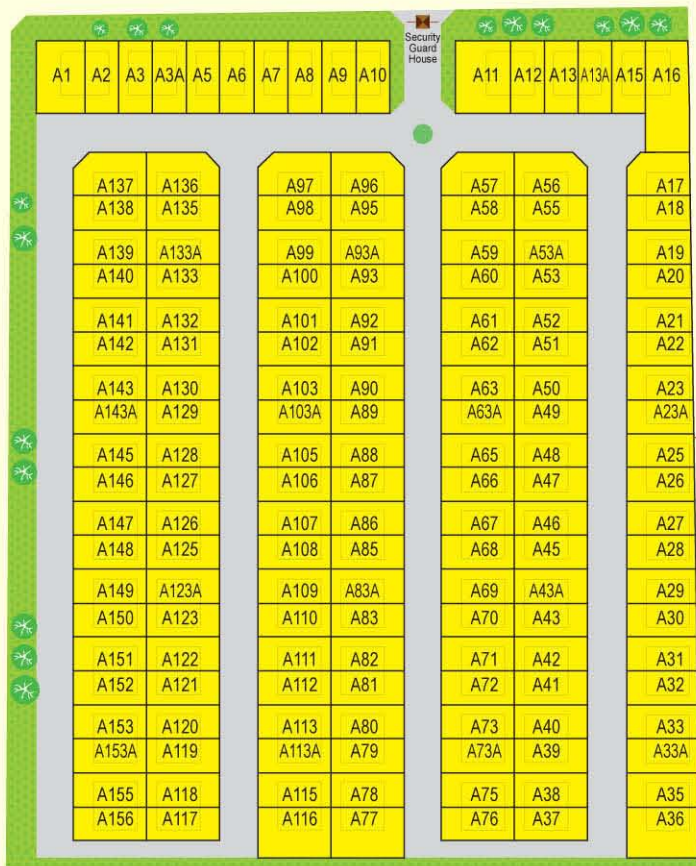 Security
Guard
House
A1 A2 A3 A3A A5 A6 A7 A8 A9 A10 A11 A12 A13 A13A A15 A16
A137 A136 A97 A96 A57 A56 A17
A138 A135 A98 A95 A58 A55 A18
A139 A133A A99 A93A A59 A53A A19
A140 A133 A100 A93 A60 A53 A20
A141 A132 A101 A92 A61 A52 A21
A142 A131 A102 A91 A62 A51 A22
A143 A130 A103 A90 A63 A50 A23
A143A A129 A103A A89 A63A A49 A23A
A145 A128 A105 A88 A65 A48 A25
A146 A127 A106 A87 A66 A47 A26
A147 A126 A107 A86 A67 A46 A27
A148 A125 A108 A85 A68 A45 A28
A149 A123A A109 A83A A69 A43A A29
A150 A123 A110 A83 A70 A43 A30
A151 A122 A111 A82 A71 A42 A31
A152 A121 A112 A81 A72 A41 A32
A153 A120 A113 A80 A73 A40 A33
A153A A119 A113A A79 A73A A39 A33A
A155 A118 A115 A78 A75 A38 A35
A156 A117 A116 A77 A76 A37 A36